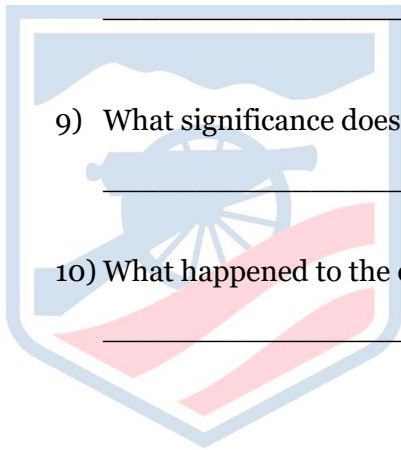 9) What significance does
10) What happened to the